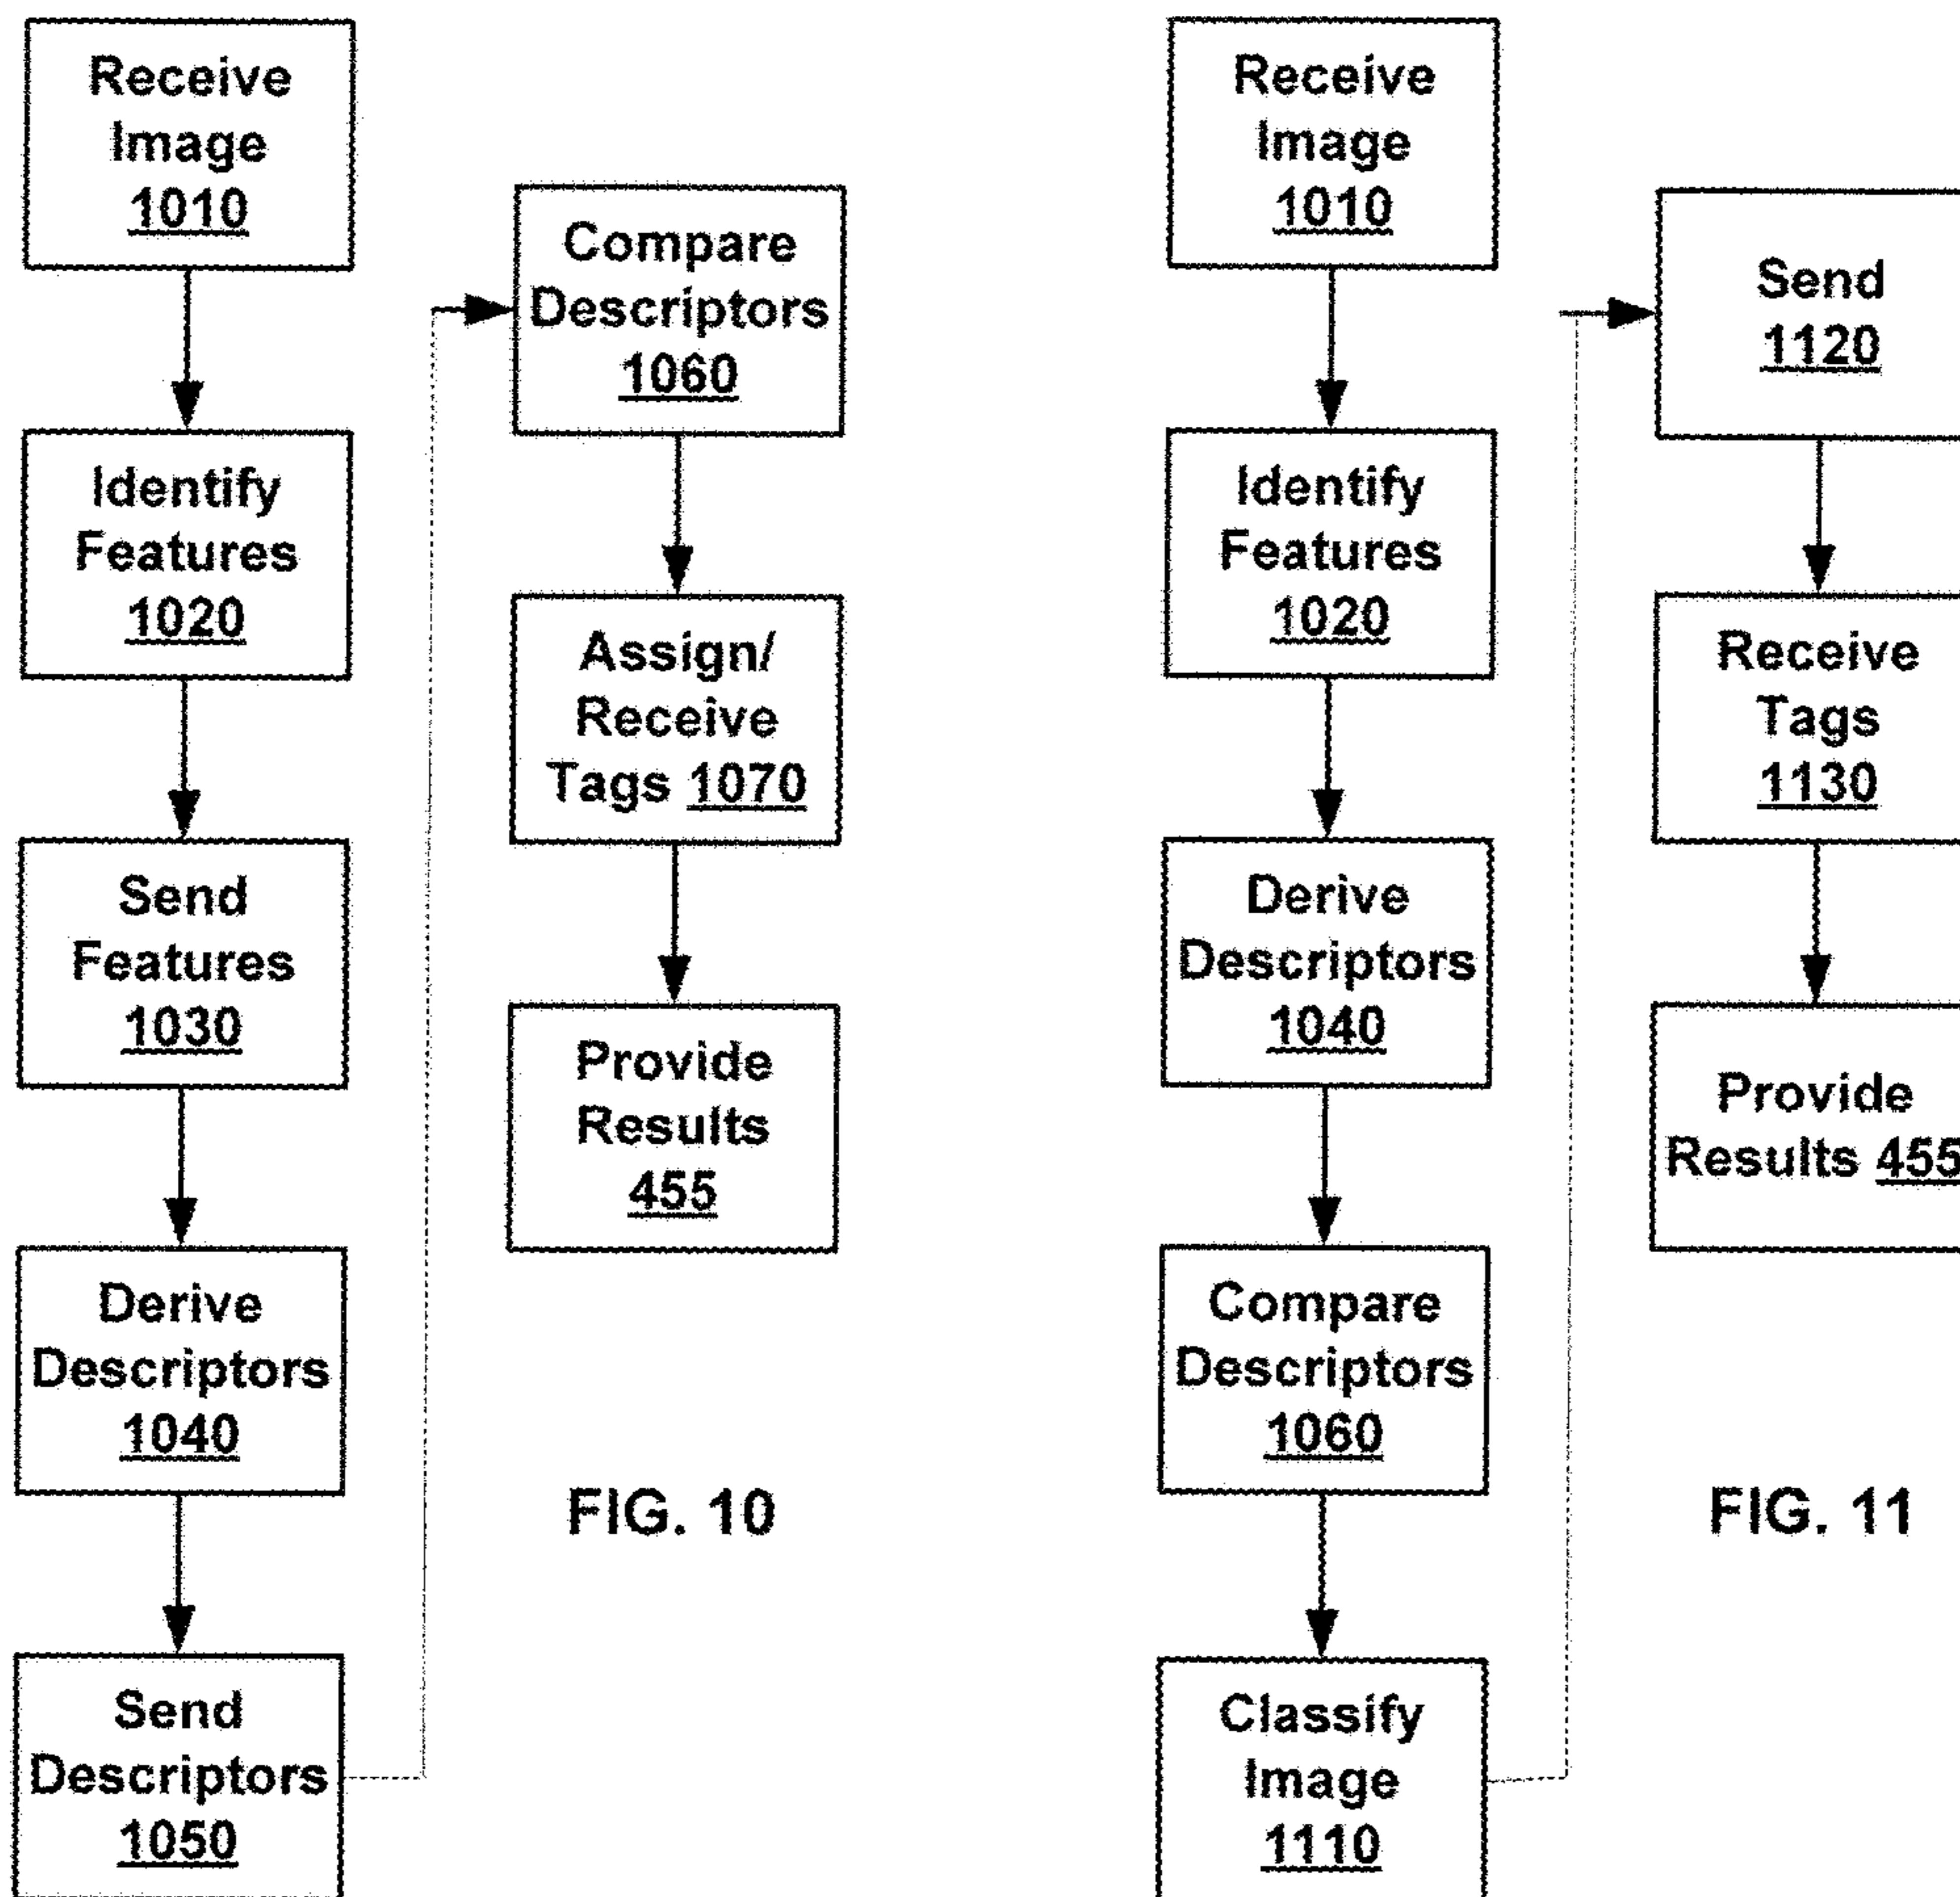 Receive
Image
1010
Identify
Features
1020
Send
Features
1030
Derive
Descriptors
1040
Send
Descriptors
1050
Compare
Descriptors
1060
Assign/
Receive
Tags 1070
Provide
Results
455
FIG. 10
Receive
Image
1010
Identify
Features
1020
Derive
Descriptors
1040
Compare
Descriptors
1060
Classify
Image
1110
Send
1120
Receive
Tags
1130
Provide
Results 455
FIG. 11